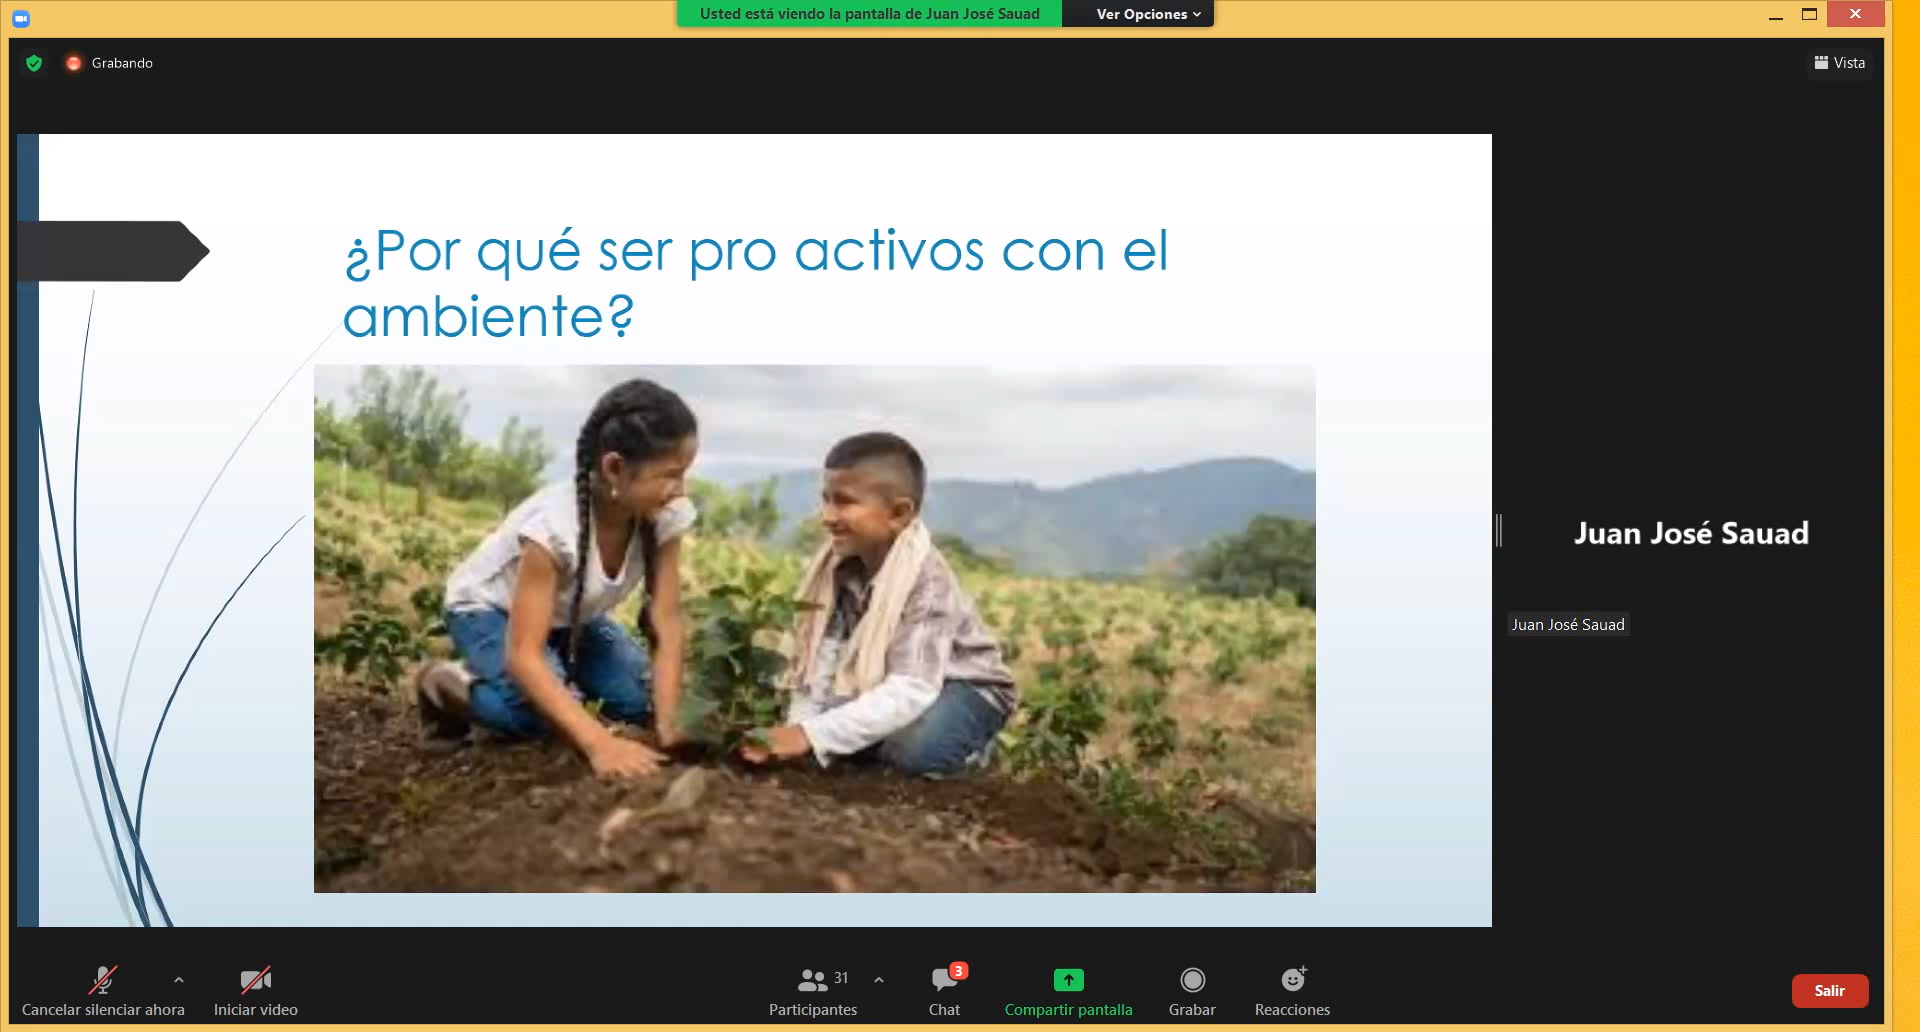 Usted está viendo la pantalla de Juan José Sauad
Ver Opciones
Grabando
Vista
¿Por qué ser pro activos con el
ambiente?
Juan José Sauad
Juan José Sauad
Cancelar silenciar ahora
Iniciar video
31
Participantes
3
Chat
Compartir pantalla
Grabar
Reacciones
Salir